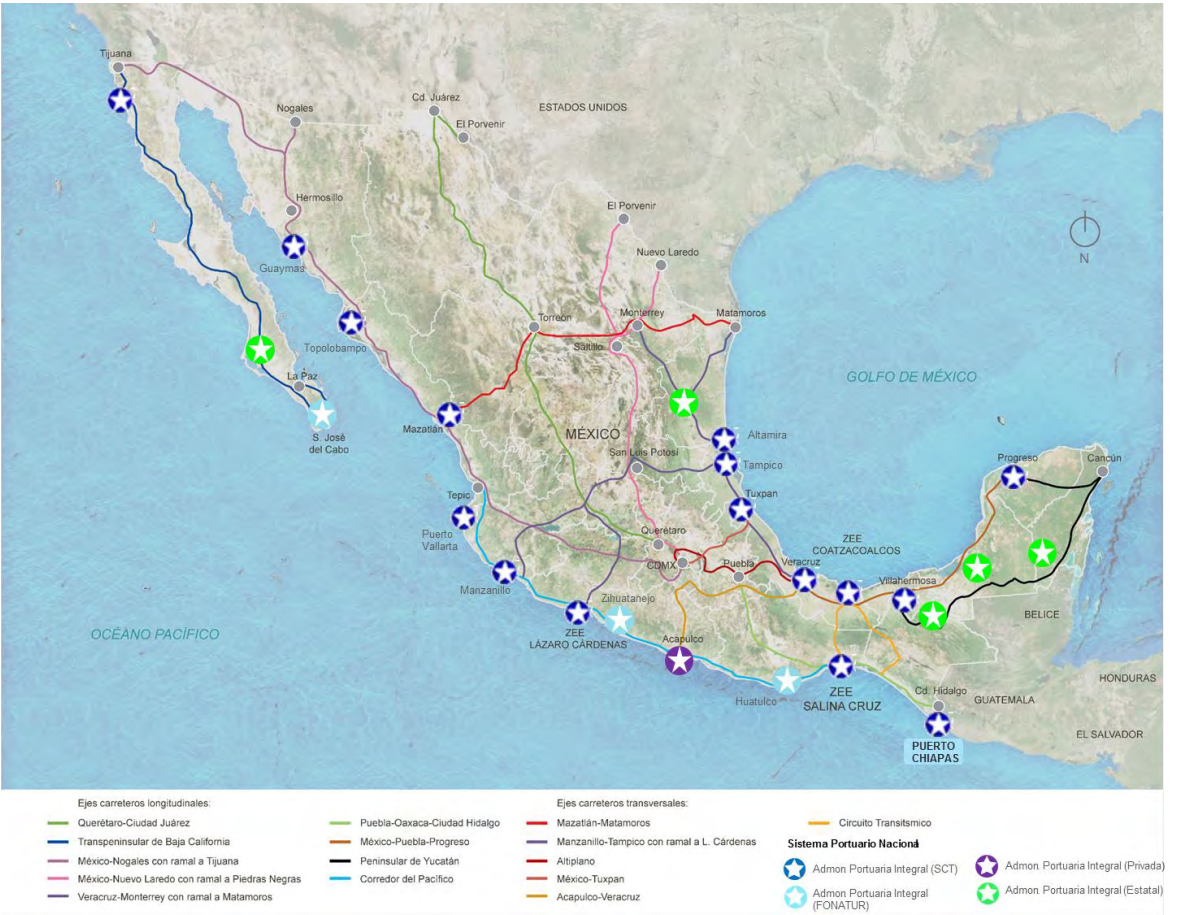 Tijuana
Nogales
Cd. Juárez
El Porvenir
ESTADOS UNIDOS
Hermosillo
Guaymas
El Porvenir
Nuevo Laredo
N
Topolobampo
Torreón
Monterrey
Matamoros
Saltillo
La Paz
S. José
del Cabo
Mazatlán
MÉXICO
GOLFO DE MÉXICO
San Luis Potosí
Altamira
Tampico
Tuxpan
Progreso
Cancún
Tepic
Puerto
Vallarta
Querétaro
CDMX
Puebla
Veracruz
ZEE
COATZACOALCOS
Villahermosa
Manzanillo
Zihuatanejo
ZEE
LÁZARO CÁRDENAS
Acapulco
BELICE
OCÉANO PACÍFICO
Huatulco
ZEE
SALINA CRUZ
Cd. Hidalgo
GUATEMALA
HONDURAS
EL SALVADOR
PUERTO
CHIAPAS
Ejes carreteros longitudinales:
Querétaro-Ciudad Juárez
Transpeninsular de Baja California
México-Nogales con ramal a Tijuana
México-Nuevo Laredo con ramal a Piedras Negras
Veracruz-Monterrey con ramal a Matamoros
Puebla-Oaxaca-Ciudad Hidalgo
México-Puebla-Progreso
Peninsular de Yucatán
Corredor del Pacífico
Ejes carreteros transversales:
Mazatlán-Matamoros
Manzanillo-Tampico con ramal a L. Cárdenas
Altiplano
México-Tuxpan
Acapulco-Veracruz
Circuito Transitsmico
Sistema Portuario Nacional
Admon. Portuaria Integral (SCT)
Admon. Portuaria Integral
(FONATUR)
Admon. Portuaria Integral (Privada)
Admon. Portuaria Integral (Estatal)